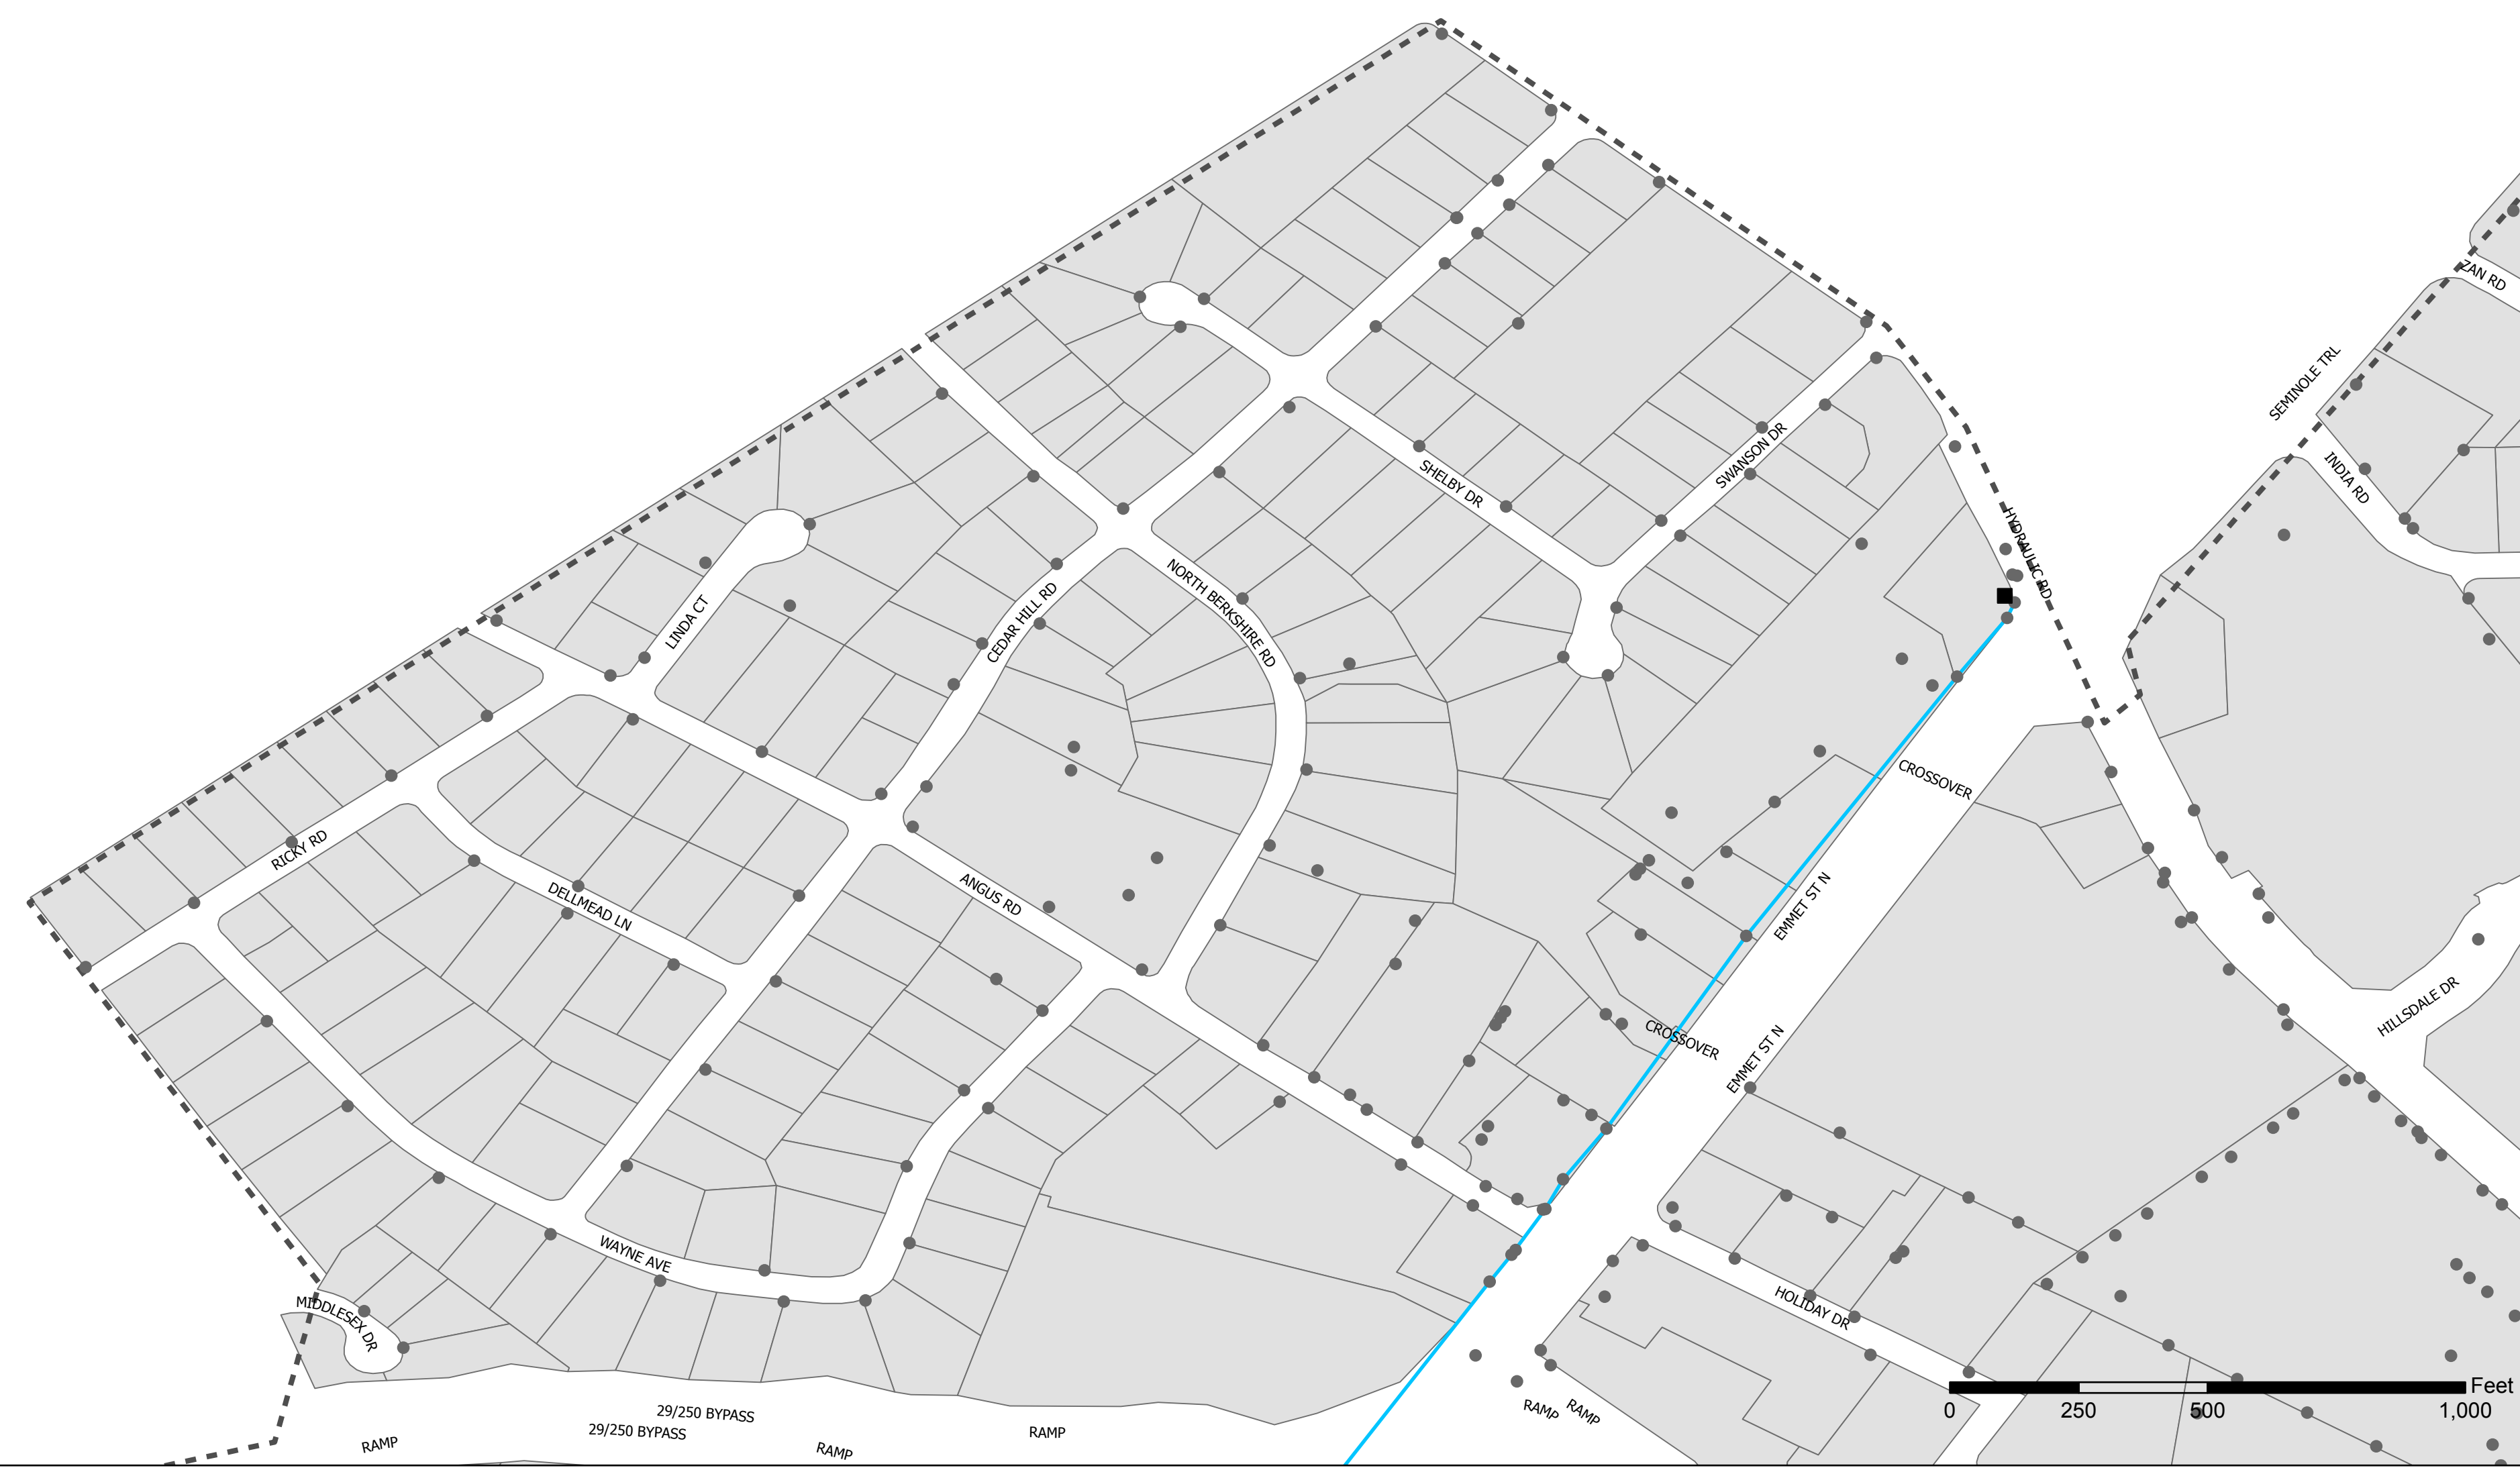 ZAN RD
SEMINOLE TRL
INDIA RD
SWANSON DR
SHELBY DR
HYDRAULIC RD
NORTH BERKSHIRE RD
CEDAR HILL RD
LINDA CT
CROSSOVER
RICKY RD
DELLMEAD LN
ANGUS RD
EMMET ST N
CROSSOVER
EMMET ST N
HILLSDALE DR
WAYNE AVE
MIDDLESEX DR
HOLIDAY DR
Feet
0 250 500 1,000
29/250 BYPASS
29/250 BYPASS
RAMP
RAMP
RAMP
RAMP
RAMP